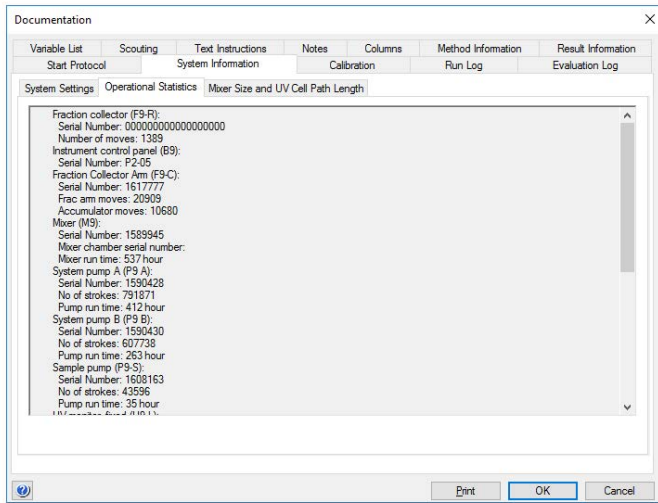 Documentation
Variable List Scouting Text Instructions Notes Columns Method Information Result Information
Start Protocol System Information Calibration Run Log Evaluation Log
System Settings Operational Statistics Mixer Size and UV Cell Path Length
Fraction collector (F9-R):
Serial Number: 000000000000000000
Number of moves: 1389
Instrument control panel (B9):
Serial Number: P2-05
Fraction Collector Arm (F9-C):
Serial Number: 1617777
Frac arm moves: 20909
Accumulator moves: 10680
Mixer (M9):
Serial Number: 1589945
Mixer chamber serial number:
Mixer run time: 537 hour
System pump A (P9 A):
Serial Number: 1590428
No of strokes: 791871
Pump run time: 412 hour
System pump B (P9 B):
Serial Number: 1590430
No of strokes: 607738
Pump run time: 263 hour
Sample pump (P9-S):
Serial Number: 1608163
No of strokes: 43596
Pump run time: 35 hour
UV monitor fixed (U9-L):
Print OK Cancel